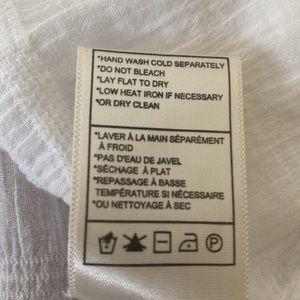 *HAND WASH COLD SEPARATELY
*DO NOT BLEACH
*LAY FLAT TO DRY
*LOW HEAT IRON IF NECESSARY
*OR DRY CLEAN
*LAVER À LA MAIN SÉPARÉMENT
À FROID
*PAS D'EAU DE JAVEL
*SÉCHAGE À PLAT
*REPASSAGE À BASSE
TEMPÉRATURE SI NÉCESSAIRE
*OU NETTOYAGE À SEC
P